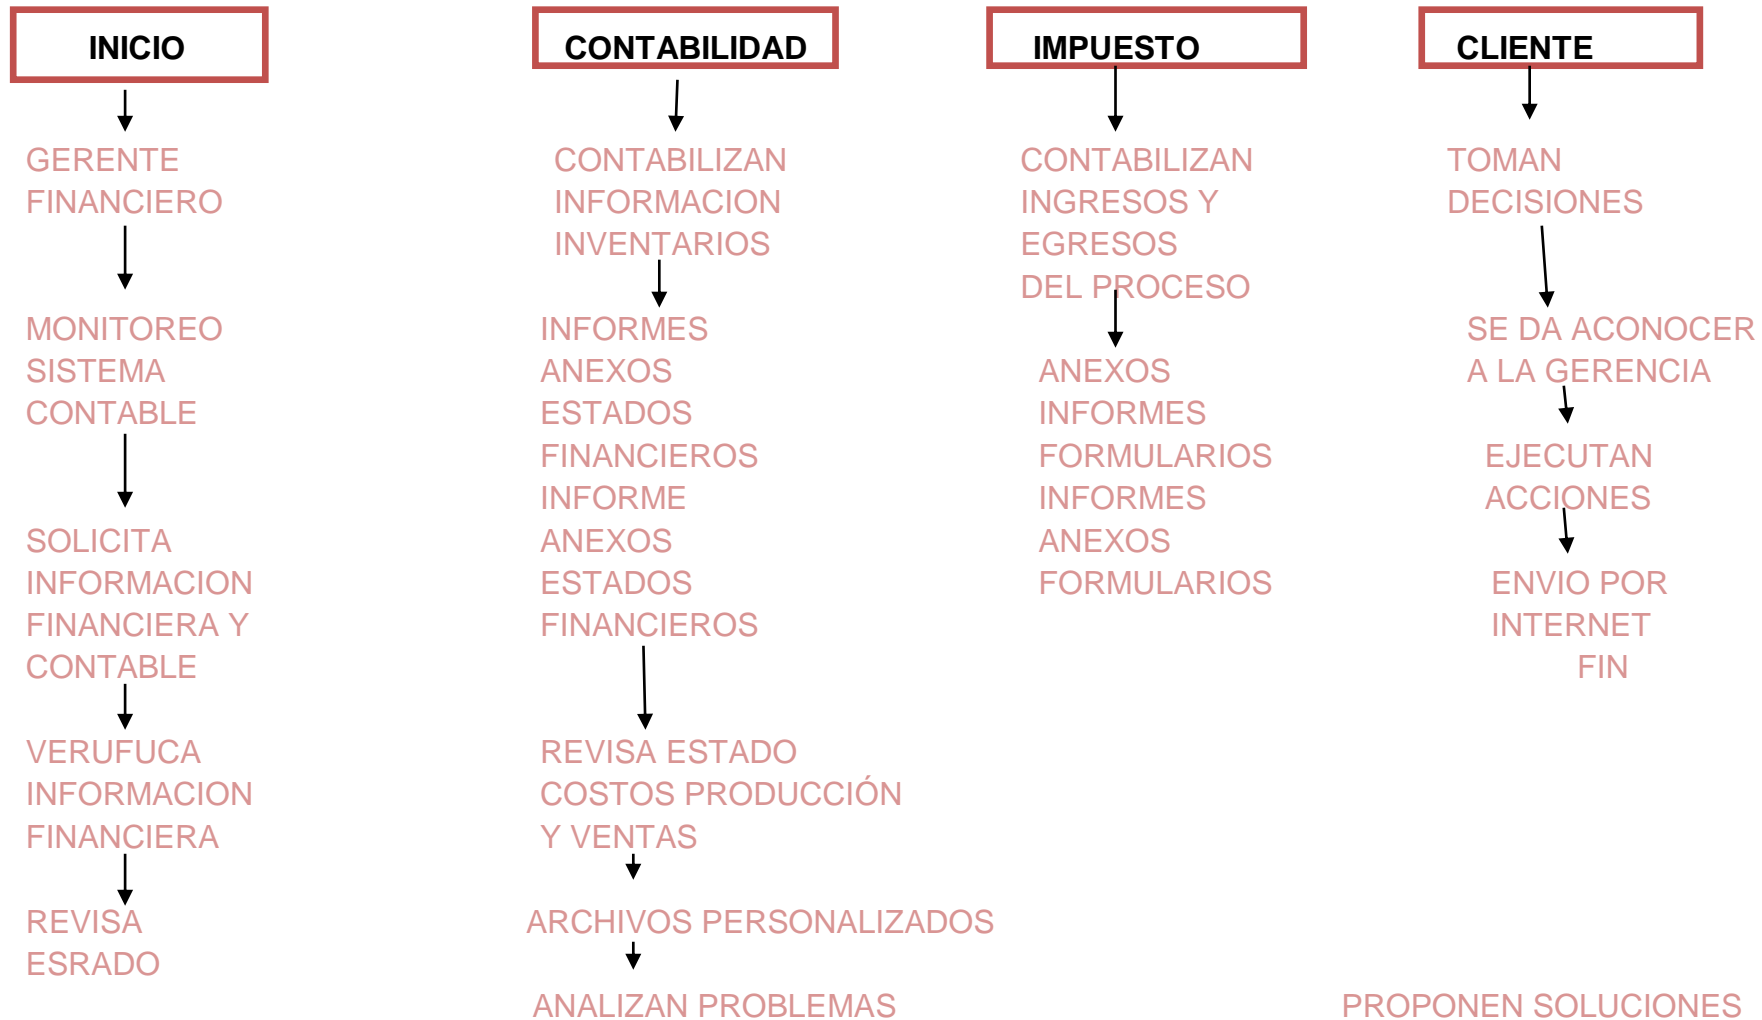 INICIO
GERENTE
FINANCIERO
MONITOREO
SISTEMA
CONTABLE
SOLICITA
INFORMACION
FINANCIERA Y
CONTABLE
VERUFUCA
INFORMACION
FINANCIERA
REVISA
ESRADO
CONTABILIDAD
CONTABILIZAN
INFORMACION
INVENTARIOS
INFORMES
ANEXOS
ESTADOS
FINANCIEROS
INFORME
ANEXOS
ESTADOS
FINANCIEROS
REVISA ESTADO
COSTOS PRODUCCIÓN
Y VENTAS
ARCHIVOS PERSONALIZADOS
ANALIZAN PROBLEMAS
IMPUESTO
CONTABILIZAN
INGRESOS Y
EGRESOS
DEL PROCESO
ANEXOS
INFORMES
FORMULARIOS
INFORMES
ANEXOS
FORMULARIOS
CLIENTE
TOMAN
DECISIONES
SE DA ACONOCER
A LA GERENCIA
EJECUTAN
ACCIONES
ENVIO POR
INTERNET
FIN
PROPONEN SOLUCIONES